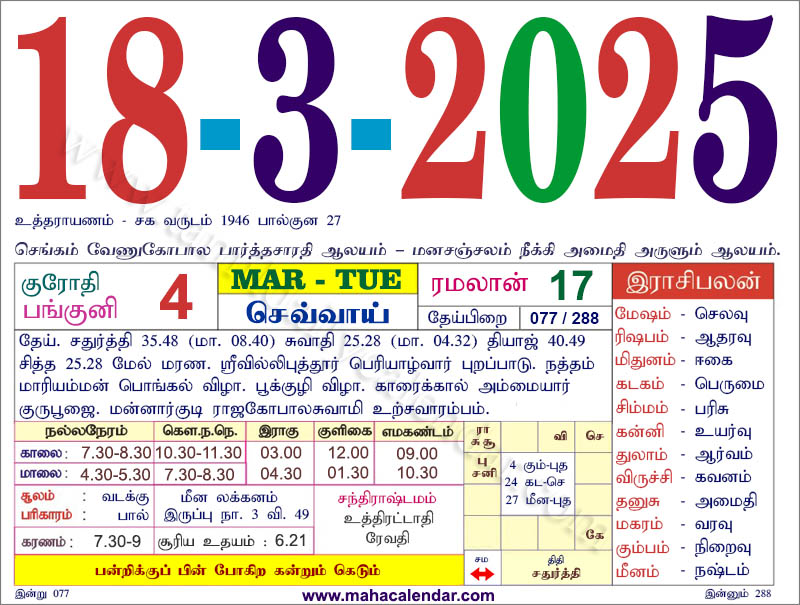 18-3-2025
உத்தராயணம் - சக வருடம் 1946 பால்குன 27
செங்கம் வேணுகோபால பார்த்தசாரதி ஆலயம் – மனசஞ்சலம் நீக்கி அமைதி அருளும் ஆலயம்.
குரோதி
பங்குனி 4
MAR - TUE
செவ்வாய்
ரமலான் 17
தேய்பிறை 077 / 288
தேய். சதுர்த்தி 35.48 (மா. 08.40) சுவாதி 25.28 (மா. 04.32) தியாஜ் 40.49
சித்த 25.28 மேல் மரண. ஸ்ரீவில்லிபுத்தூர் பெரியாழ்வார் புறப்பாடு. நத்தம்
மாரியம்மன் பொங்கல் விழா. பூக்குழி விழா. காரைக்கால் அம்மையார்
குருபூஜை. மன்னார்குடி ராஜகோபாலசுவாமி உற்சவாரம்பம்.
இராசிபலன்
மேஷம் - செலவு
ரிஷபம் - ஆதரவு
மிதுனம் - ஈகை
கடகம் - பெருமை
சிம்மம் - பரிசு
கன்னி - உயர்வு
துலாம் - ஆர்வம்
விருச்சி - கவனம்
தனுசு - அமைதி
மகரம் - வரவு
கும்பம் - நிறைவு
மீனம் - நஷ்டம்
நல்லநேரம் கௌ.ந.நெ. இராகு குளிகை எமகண்டம்
காலை: 7.30-8.30 10.30-11.30 03.00 12.00 09.00
மாலை: 4.30-5.30 7.30-8.30 04.30 01.30 10.30
சூலம் : வடக்கு
பரிகாரம் : பால்
மீன லக்கனம்
இருப்பு நா. 3 வி. 49
சந்திராஷ்டமம்
உத்திரட்டாதி
ரேவதி
கரணம்: 7.30-9 சூரிய உதயம் : 6.21
ரா
சு சூ
வி
செ
பு
சனி
4 கும்-புத
24 கட-செ
27 மீன-புத
கே
பன்றிக்குப் பின் போகிற கன்றும் கெடும்
சம
திதி
சதுர்த்தி
இன்று 077
www.mahacalendar.com
இன்னும் 288